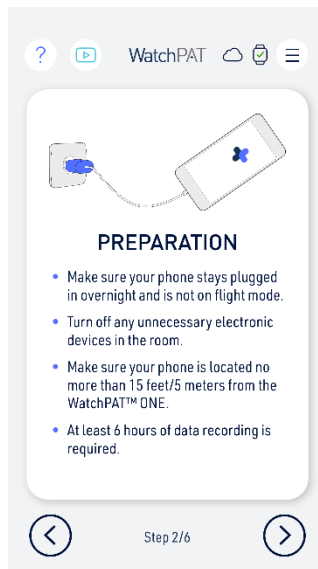 ?
WatchPAT
PREPARATION
• Make sure your phone stays plugged
in overnight and is not on flight mode.
• Turn off any unnecessary electronic
devices in the room.
• Make sure your phone is located no
more than 15 feet/5 meters from the
WatchPAT™ ONE.
• At least 6 hours of data recording is
required.
Step 2/6